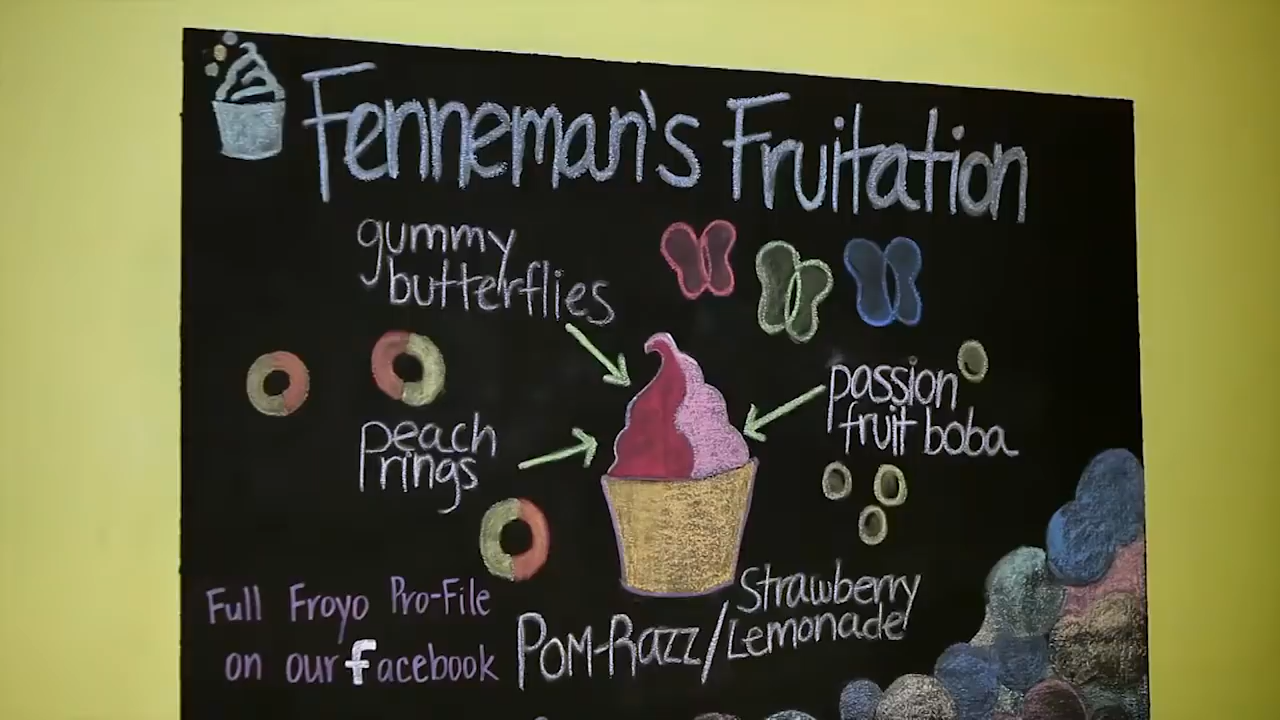 Fenneman's Fruitation
gummy
butterflies
passion
fruit boba
peach
rings
Full Froyo Pro-File
on our facebook
Pom-Razz/
Strawberry
Lemonade